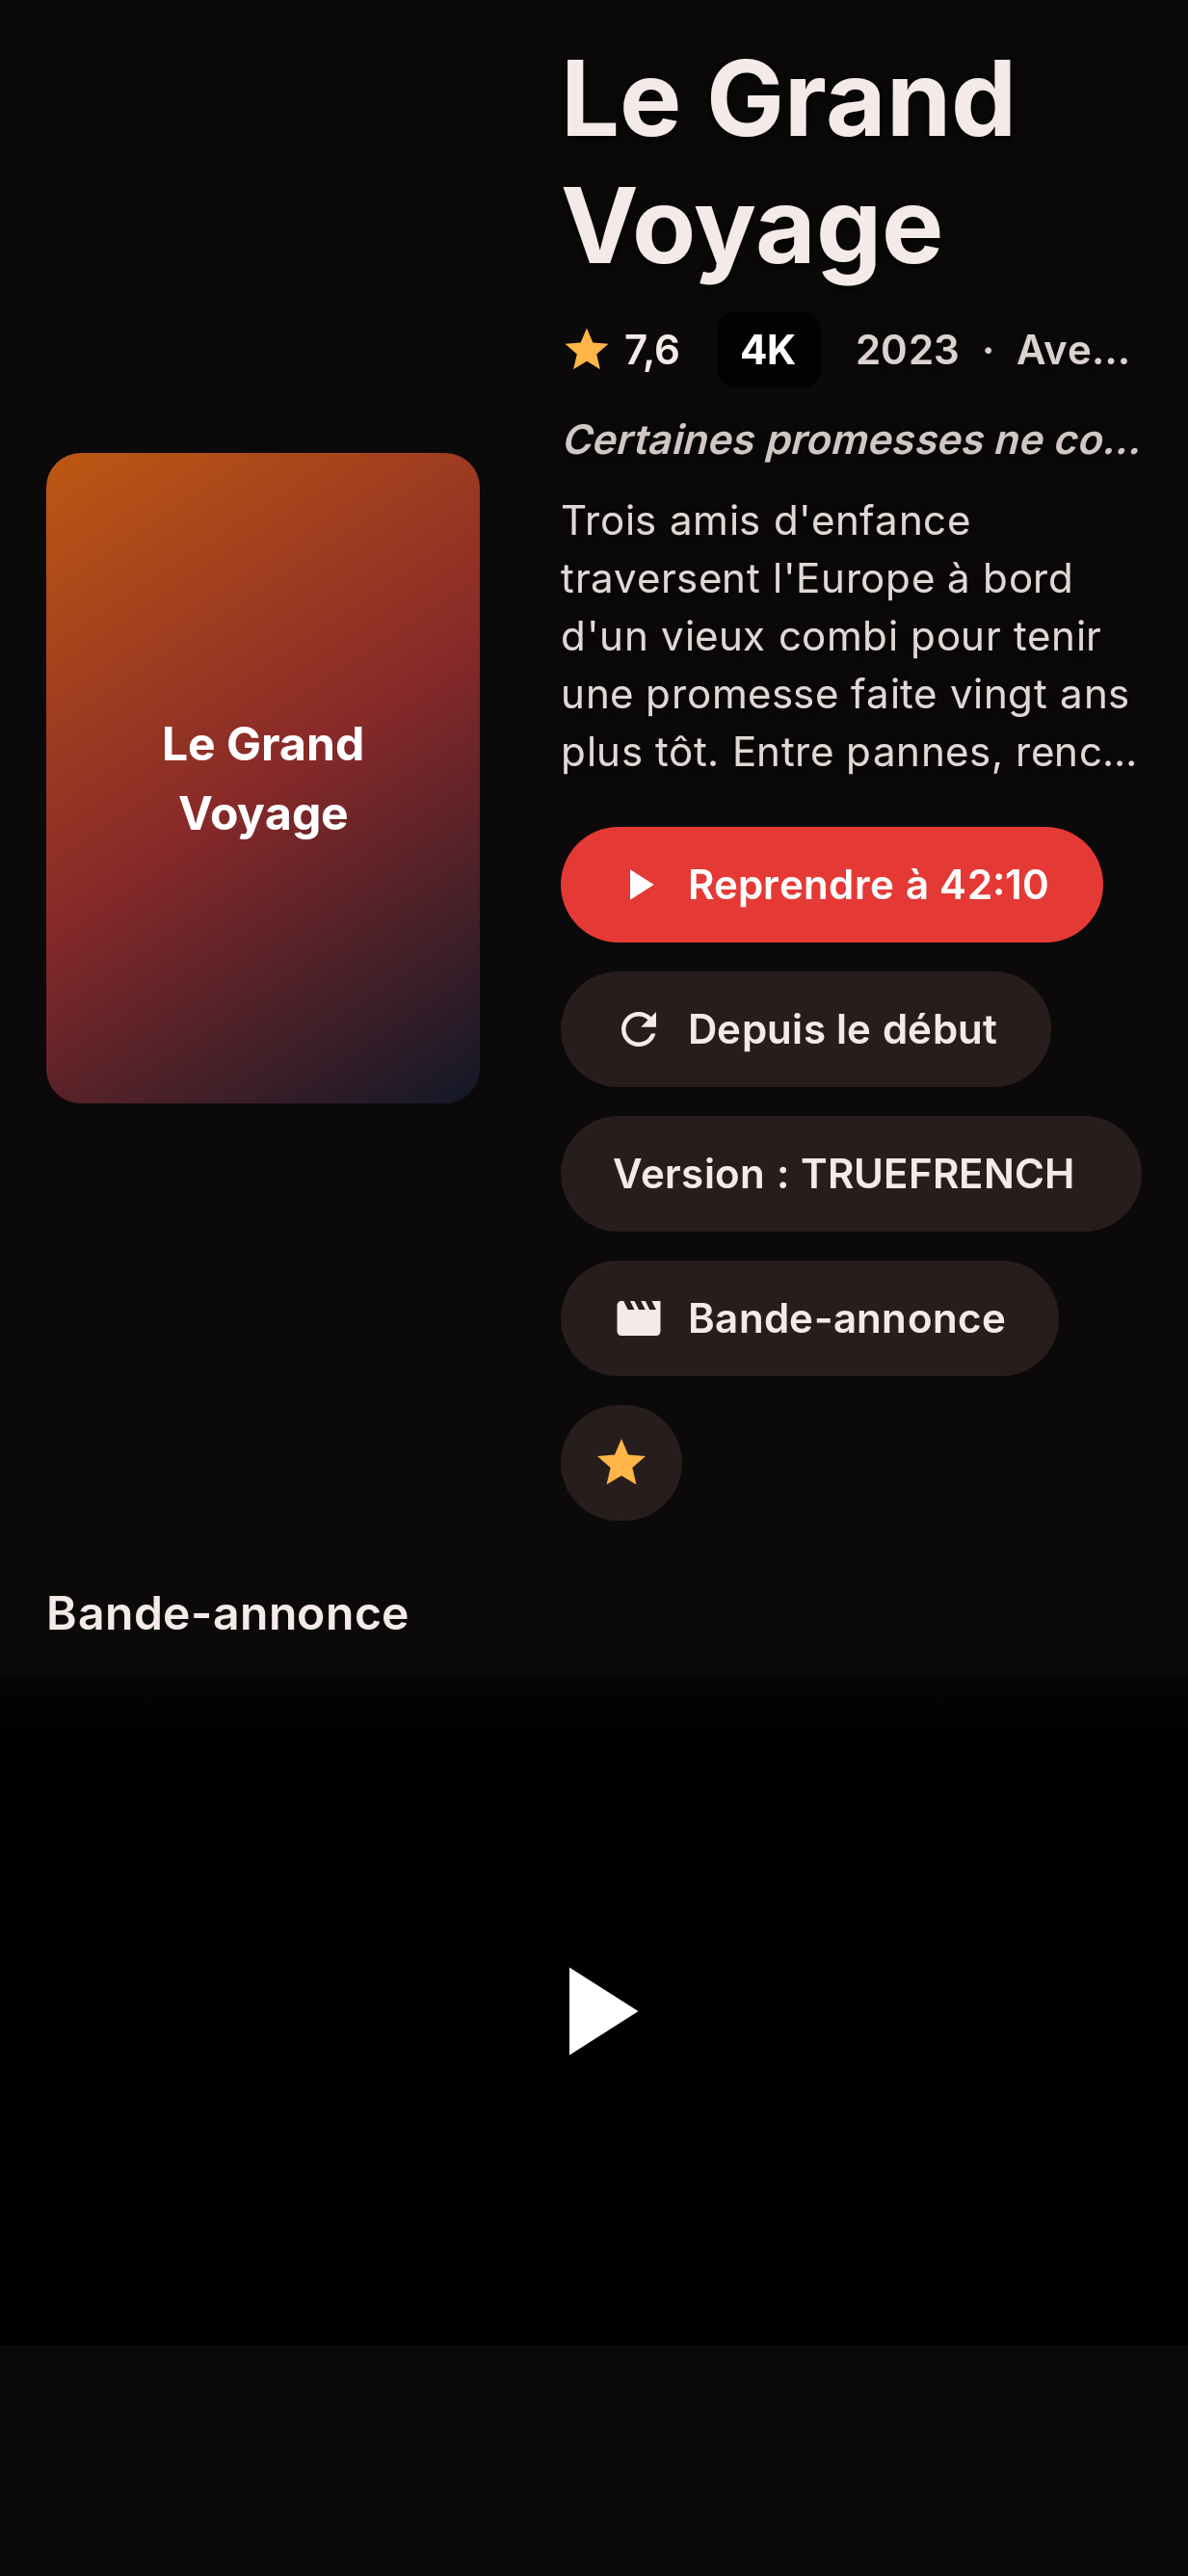 Le Grand
Voyage
7,6 4K 2023 · Ave...
Certaines promesses ne co...
Trois amis d'enfance
traversent l'Europe à bord
d'un vieux combi pour tenir
une promesse faite vingt ans
plus tôt. Entre pannes, renc...
Le Grand
Voyage
Reprendre à 42:10
Depuis le début
Version : TRUEFRENCH
Bande-annonce
Bande-annonce